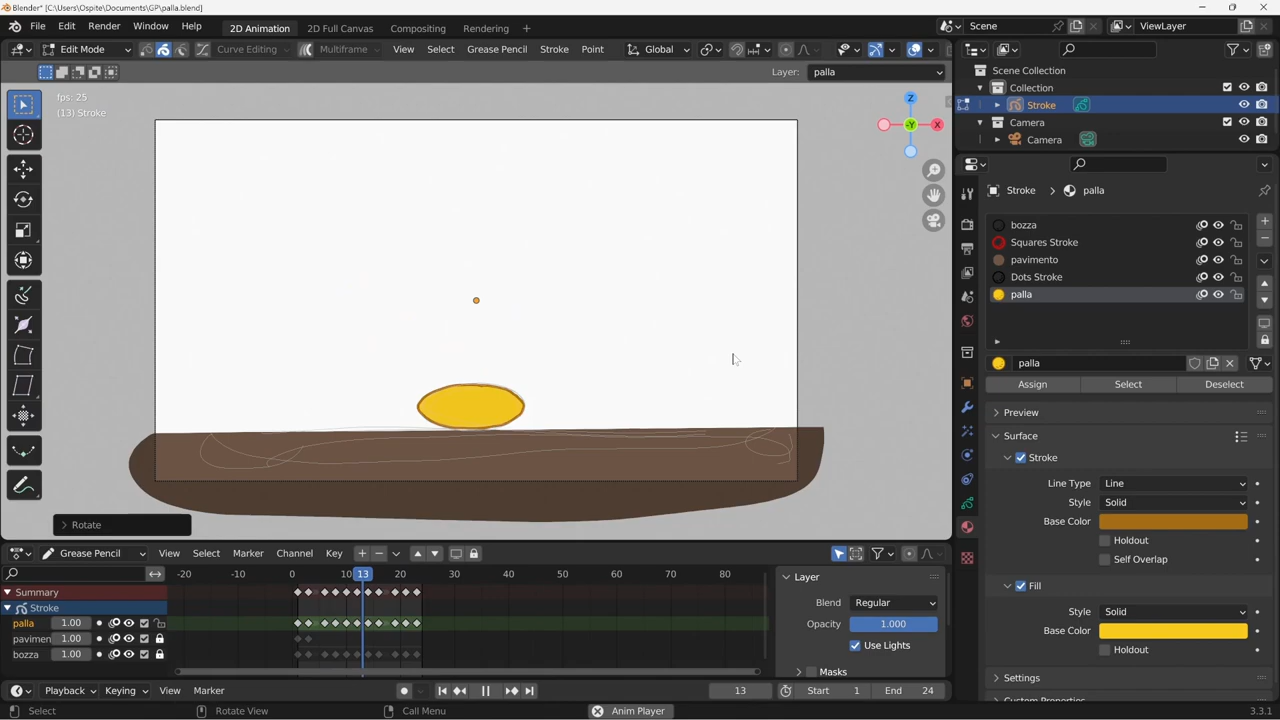 Blender* [C:\Users\Ospite\Documents\GP\palla.blend]
File Edit Render Window Help 2D Animation 2D Full Canvas Compositing Rendering + Scene ViewLayer
Edit Mode Curve Editing Multiframe View Select Grease Pencil Stroke Point Global
Layer: palla
fps: 25
(13) Stroke
Z
-Y X
Rotate
Scene Collection
Collection
Stroke
Camera
Camera
Stroke > palla
bozza
Squares Stroke
pavimento
Dots Stroke
palla
palla
Assign Select Deselect
Preview
Surface
Stroke
Line Type Line
Style Solid
Base Color
Holdout
Self Overlap
Fill
Style Solid
Base Color
Holdout
Settings
Custom Properties
Grease Pencil View Select Marker Channel Key
-20 -10 0 10 13 20 30 40 50 60 70 80
Summary
Stroke
palla 1.00
pavimen 1.00
bozza 1.00
Layer
Blend Regular
Opacity 1.000
Use Lights
Masks
Playback Keying View Marker 13 Start 1 End 24
Select Rotate View Call Menu Anim Player 3.3.1